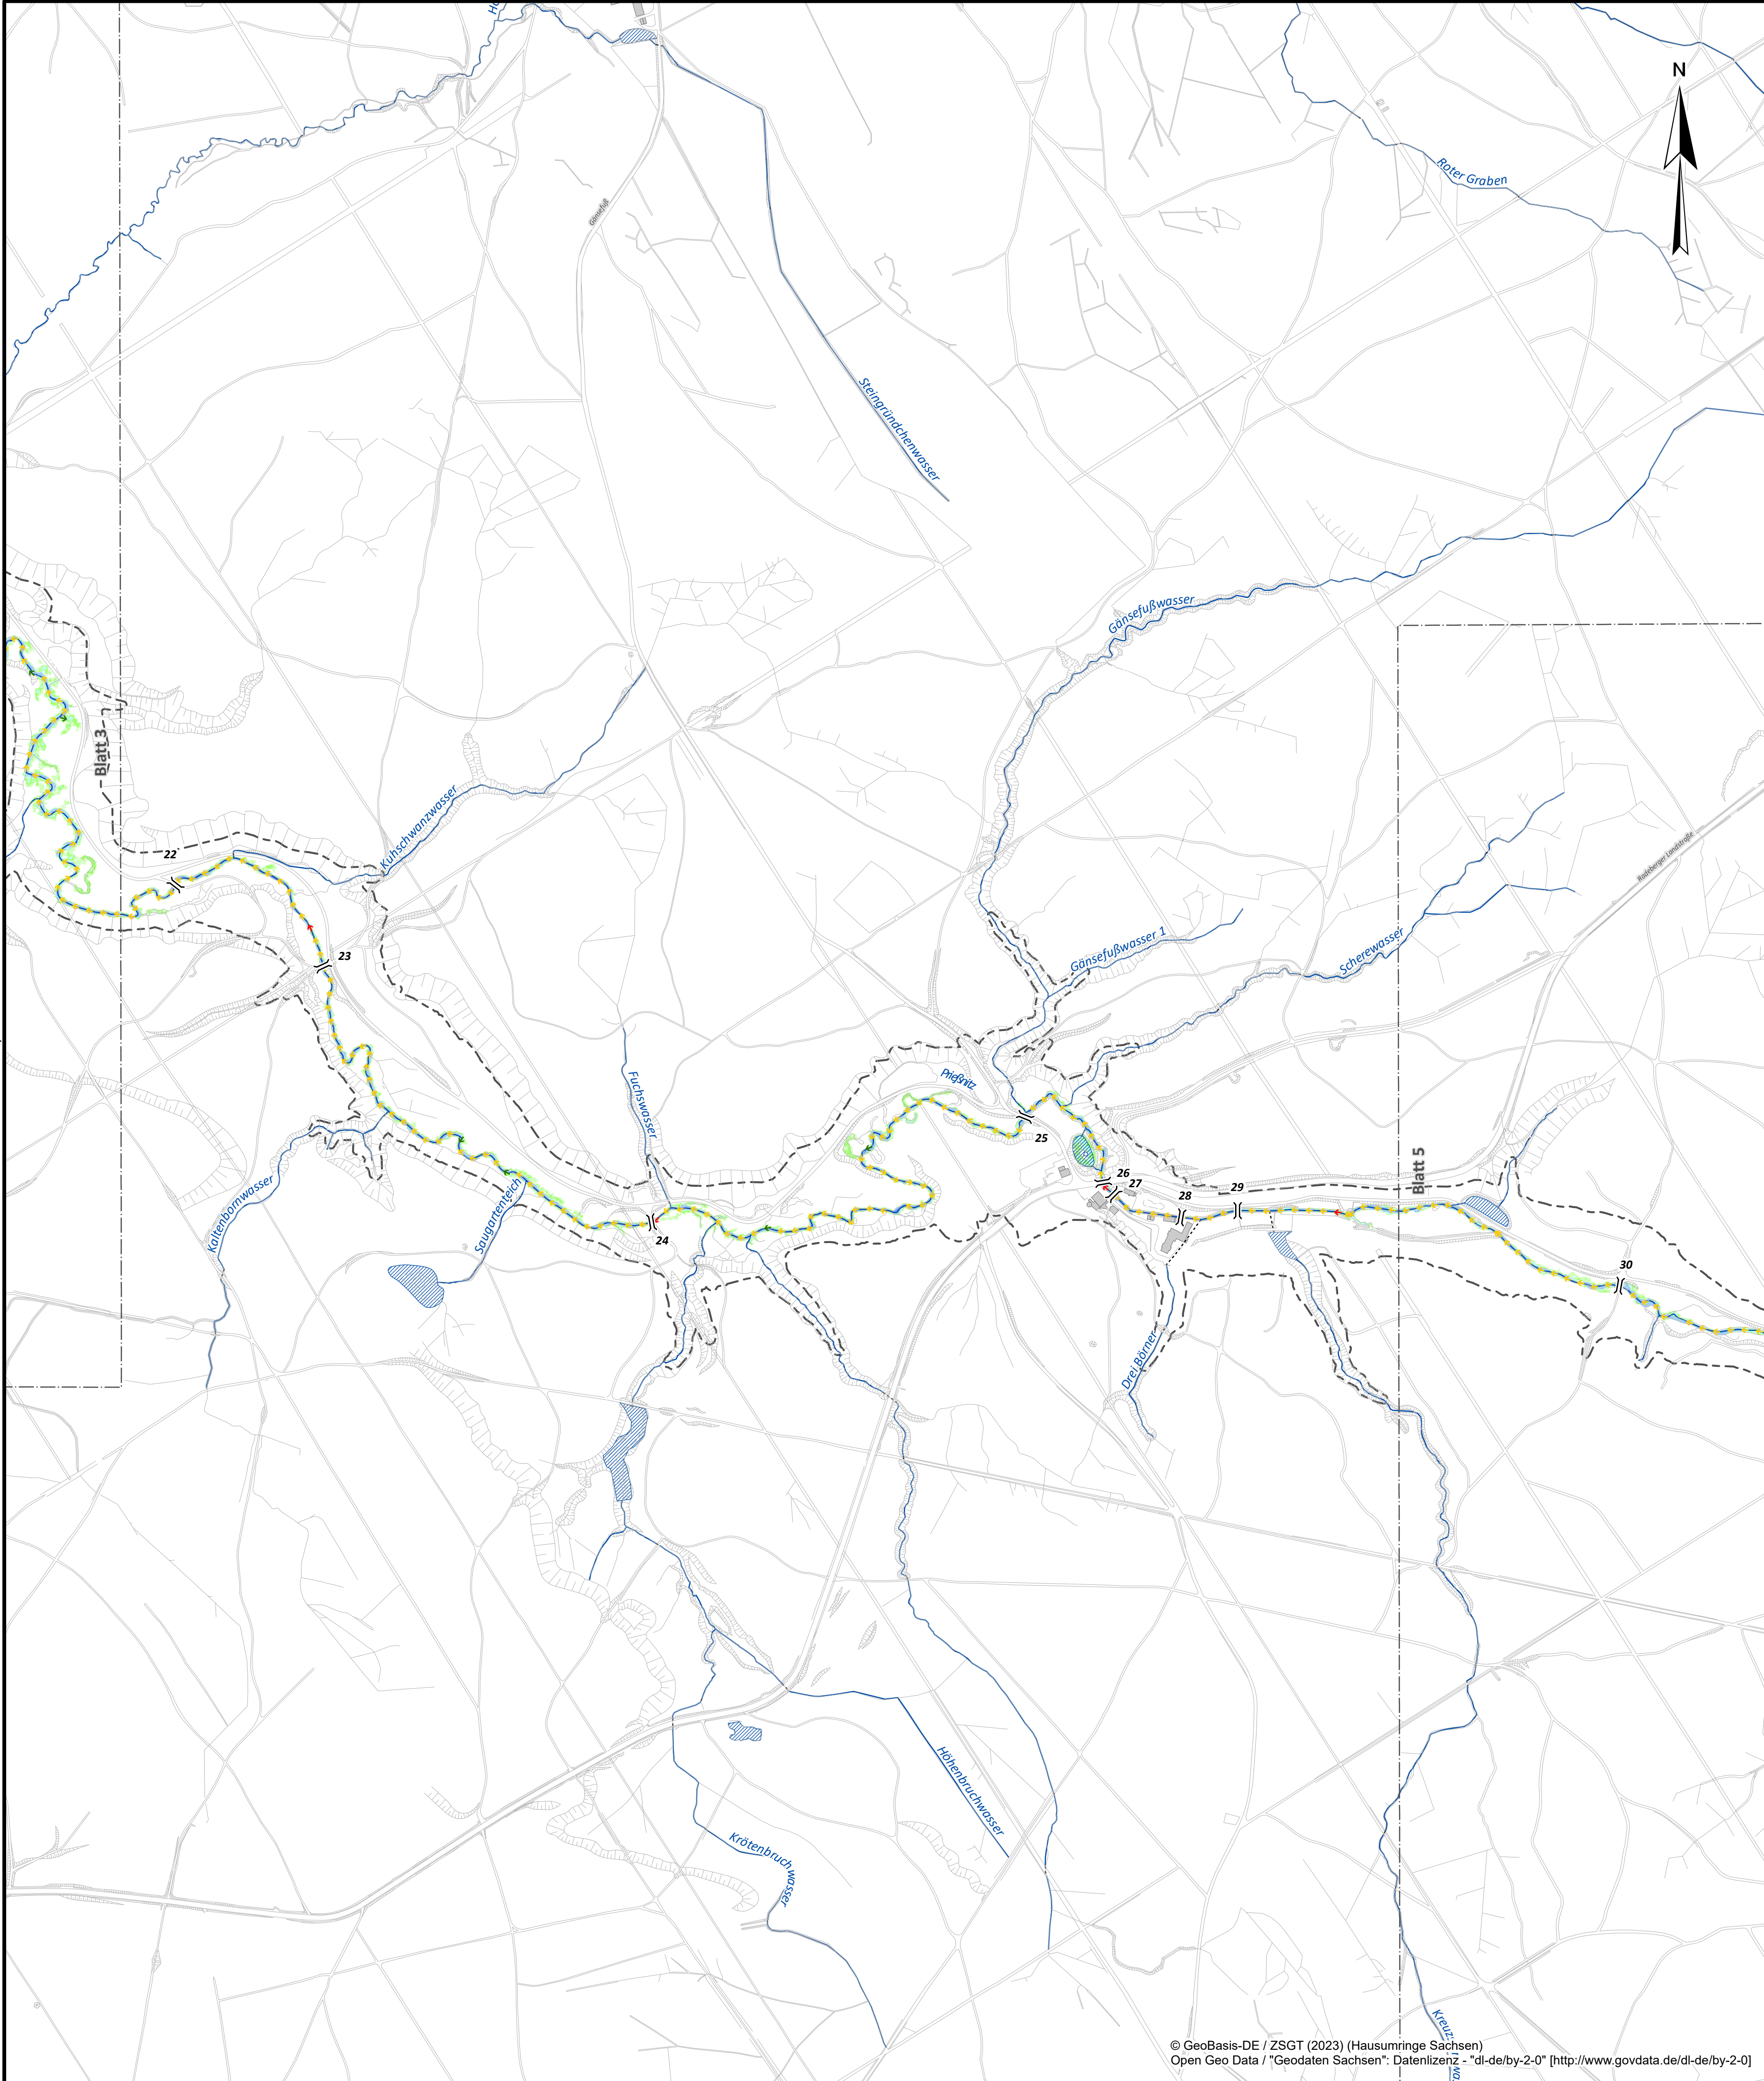 N
Roter Graben
Gänsefuß
Steingründchenwasser
Gänsefußwasser
Blatt 3
Kuhschwanzwasser
Radeberger Landstraße
22
23
Gänsefußwasser 1
Scherewasser
Prießnitz
Fuchswasser
25
Blatt 5
26
27
28
29
Kaltenbornwasser
Saugartenteich
24
30
Drei Börner
Höhenbruchwasser
Krötenbruchwasser
© GeoBasis-DE / ZSGT (2023) (Hausumringe Sachsen)
Open Geo Data / "Geodaten Sachsen": Datenlizenz - "dl-de/by-2-0" [http://www.govdata.de/dl-de/by-2-0]